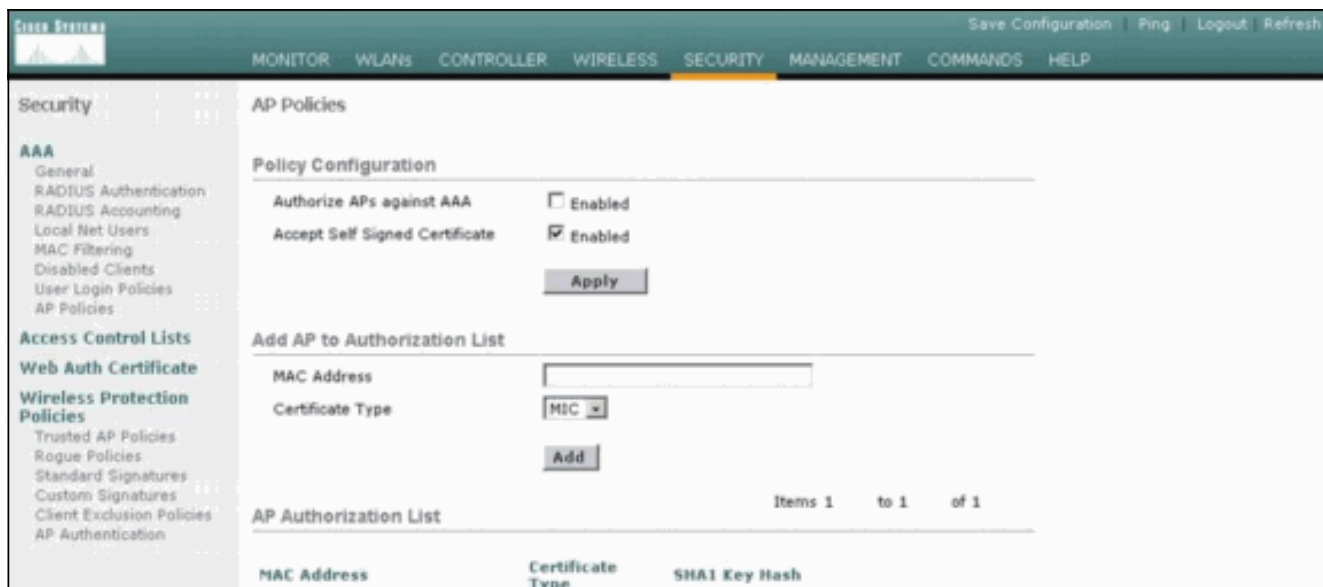 CISCO SYSTEMS
Save Configuration | Ping | Logout | Refresh
MONITOR WLANs CONTROLLER WIRELESS SECURITY MANAGEMENT COMMANDS HELP
Security
AAA
General
RADIUS Authentication
RADIUS Accounting
Local Net Users
MAC Filtering
Disabled Clients
User Login Policies
AP Policies
Access Control Lists
Web Auth Certificate
Wireless Protection
Policies
Trusted AP Policies
Rogue Policies
Standard Signatures
Custom Signatures
Client Exclusion Policies
AP Authentication
AP Policies
Policy Configuration
Authorize APs against AAA Enabled
Accept Self Signed Certificate Enabled
Apply
Add AP to Authorization List
MAC Address
Certificate Type MIC
Add
Items 1 to 1 of 1
AP Authorization List
MAC Address Certificate Type SHA1 Key Hash